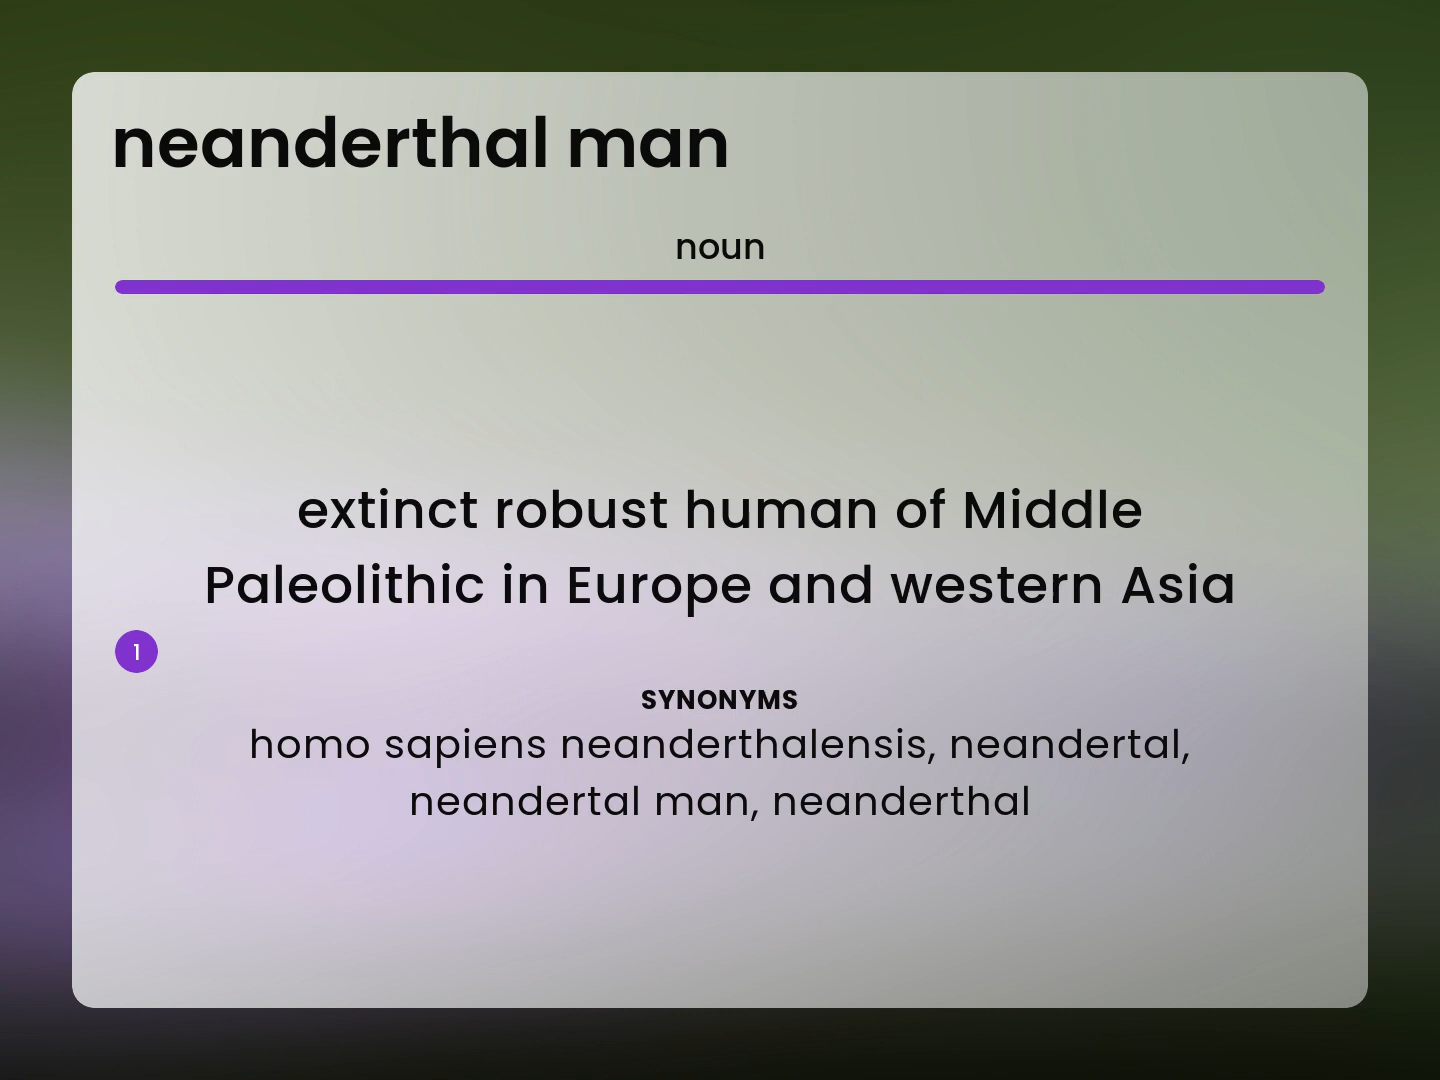 neanderthal man
noun
extinct robust human of Middle
Paleolithic in Europe and western Asia
1
SYNONYMS
homo sapiens neanderthalensis, neandertal,
neandertal man, neanderthal